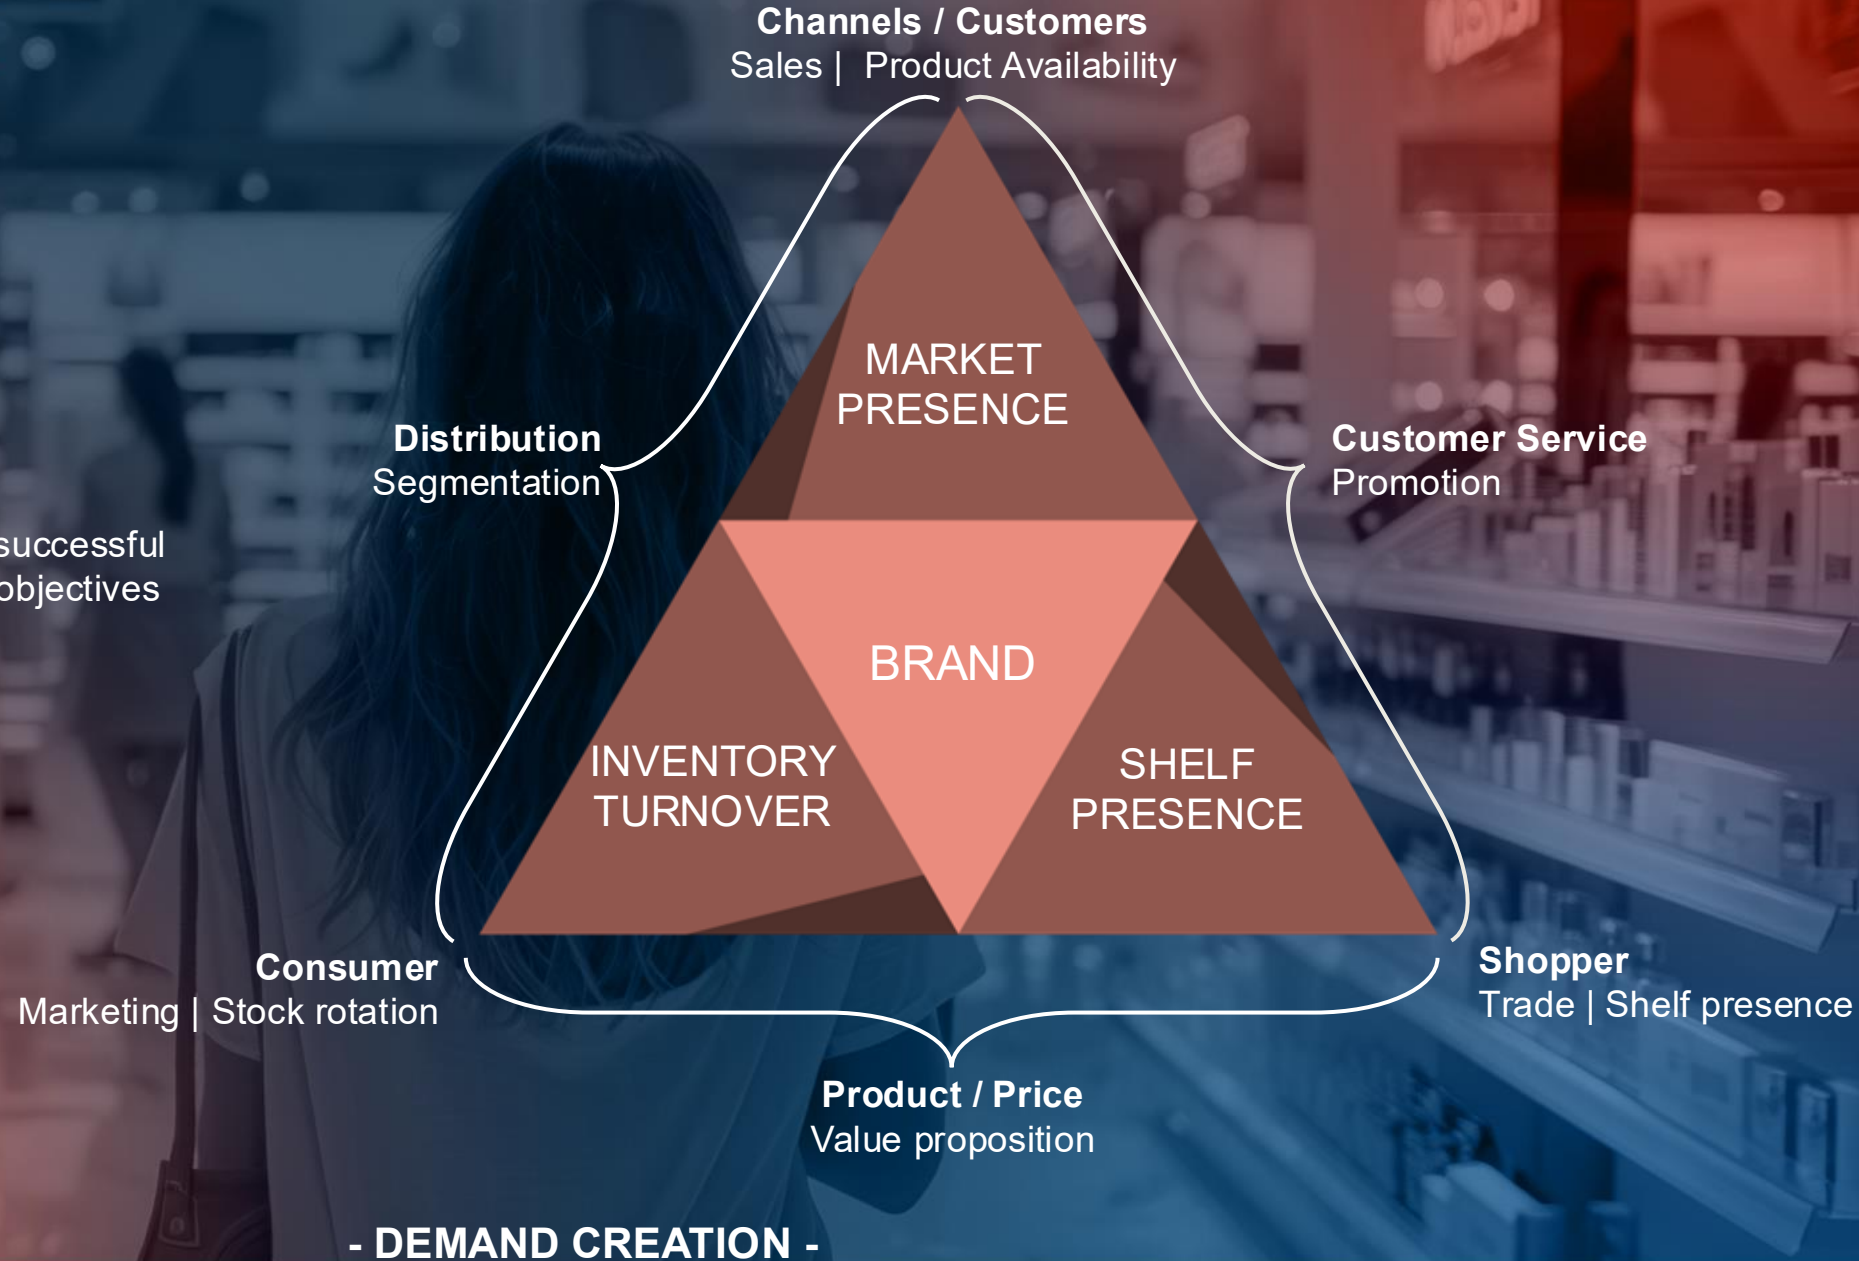 Channels / Customers
Sales | Product Availability
MARKET
PRESENCE
Distribution
Segmentation
Customer Service
Promotion
successful
objectives
BRAND
INVENTORY
TURNOVER
SHELF
PRESENCE
Consumer
Marketing | Stock rotation
Shopper
Trade | Shelf presence
Product / Price
Value proposition
- DEMAND CREATION -